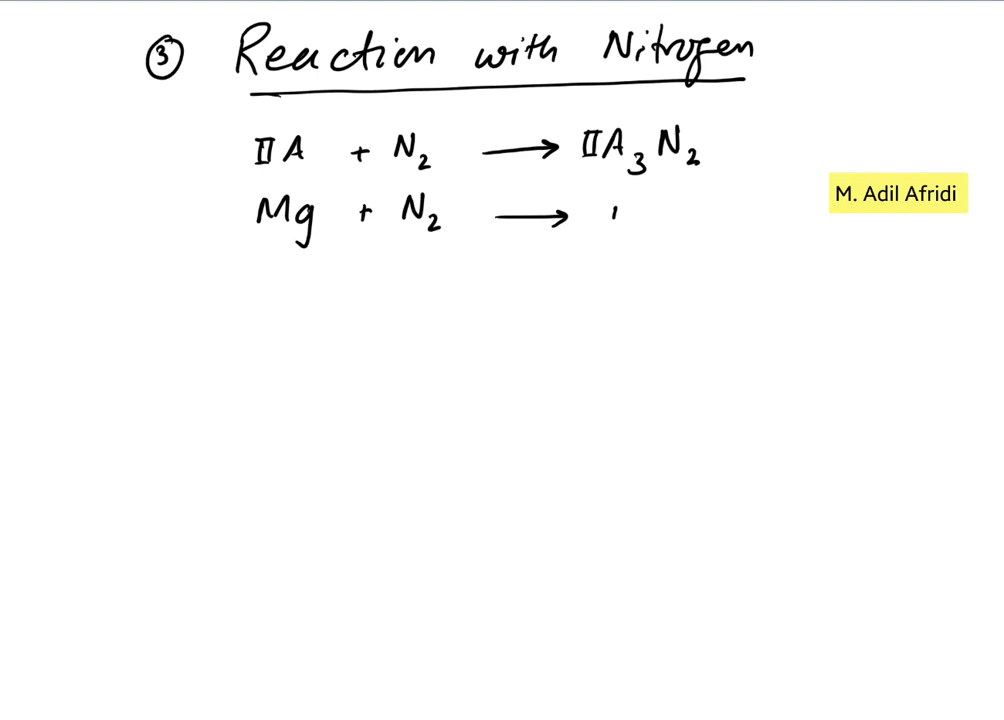 ③ Reaction with Nitrogen
IIA + N₂ ⟶ IIA₃N₂
Mg + N₂ ⟶
M. Adil Afridi